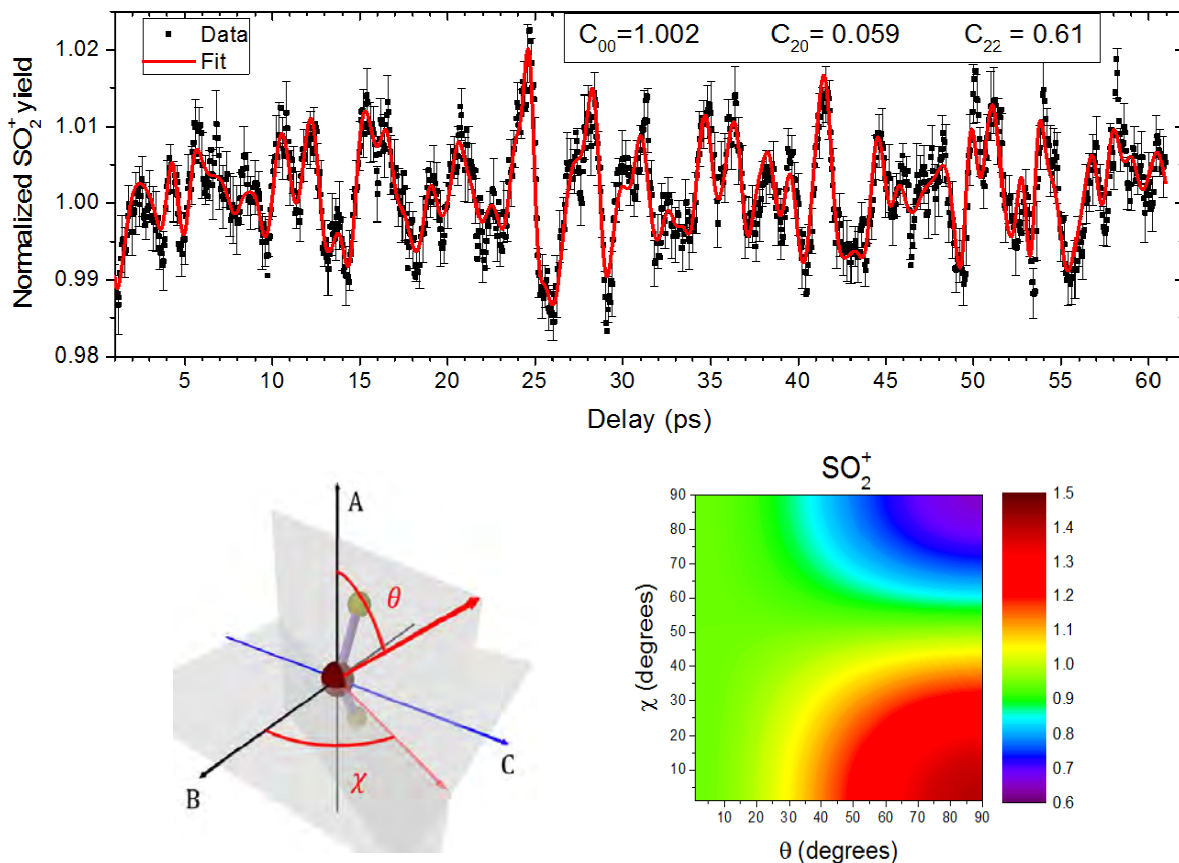 Data
Fit
C₀₀=1.002 C₂₀= 0.059 C₂₂ = 0.61
Normalized SO₂⁺ yield
1.02
1.01
1.00
0.99
0.98
5 10 15 20 25 30 35 40 45 50 55 60
Delay (ps)
A
θ
B
χ
C
SO₂⁺
χ (degrees)
90
80
70
60
50
40
30
20
10
10 20 30 40 50 60 70 80 90
θ (degrees)
1.5
1.4
1.3
1.2
1.1
1.0
0.9
0.8
0.7
0.6